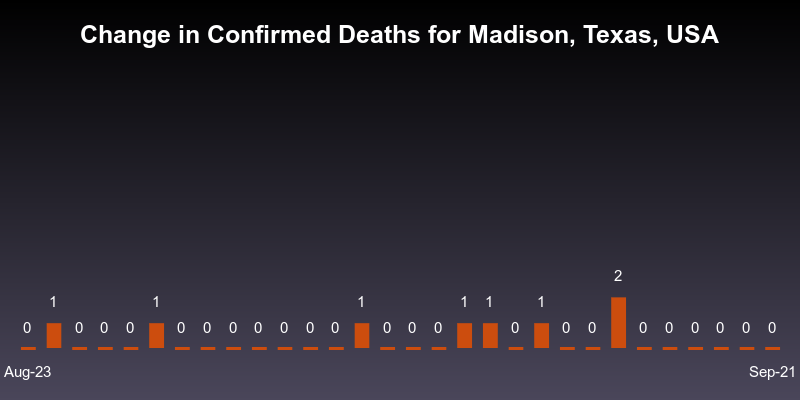 Change in Confirmed Deaths for Madison, Texas, USA
2
1 1 1 1 1 1
0 0 0 0 0 0 0 0 0 0 0 0 0 0 0 0 0 0 0 0 0 0 0
Aug-23 Sep-21